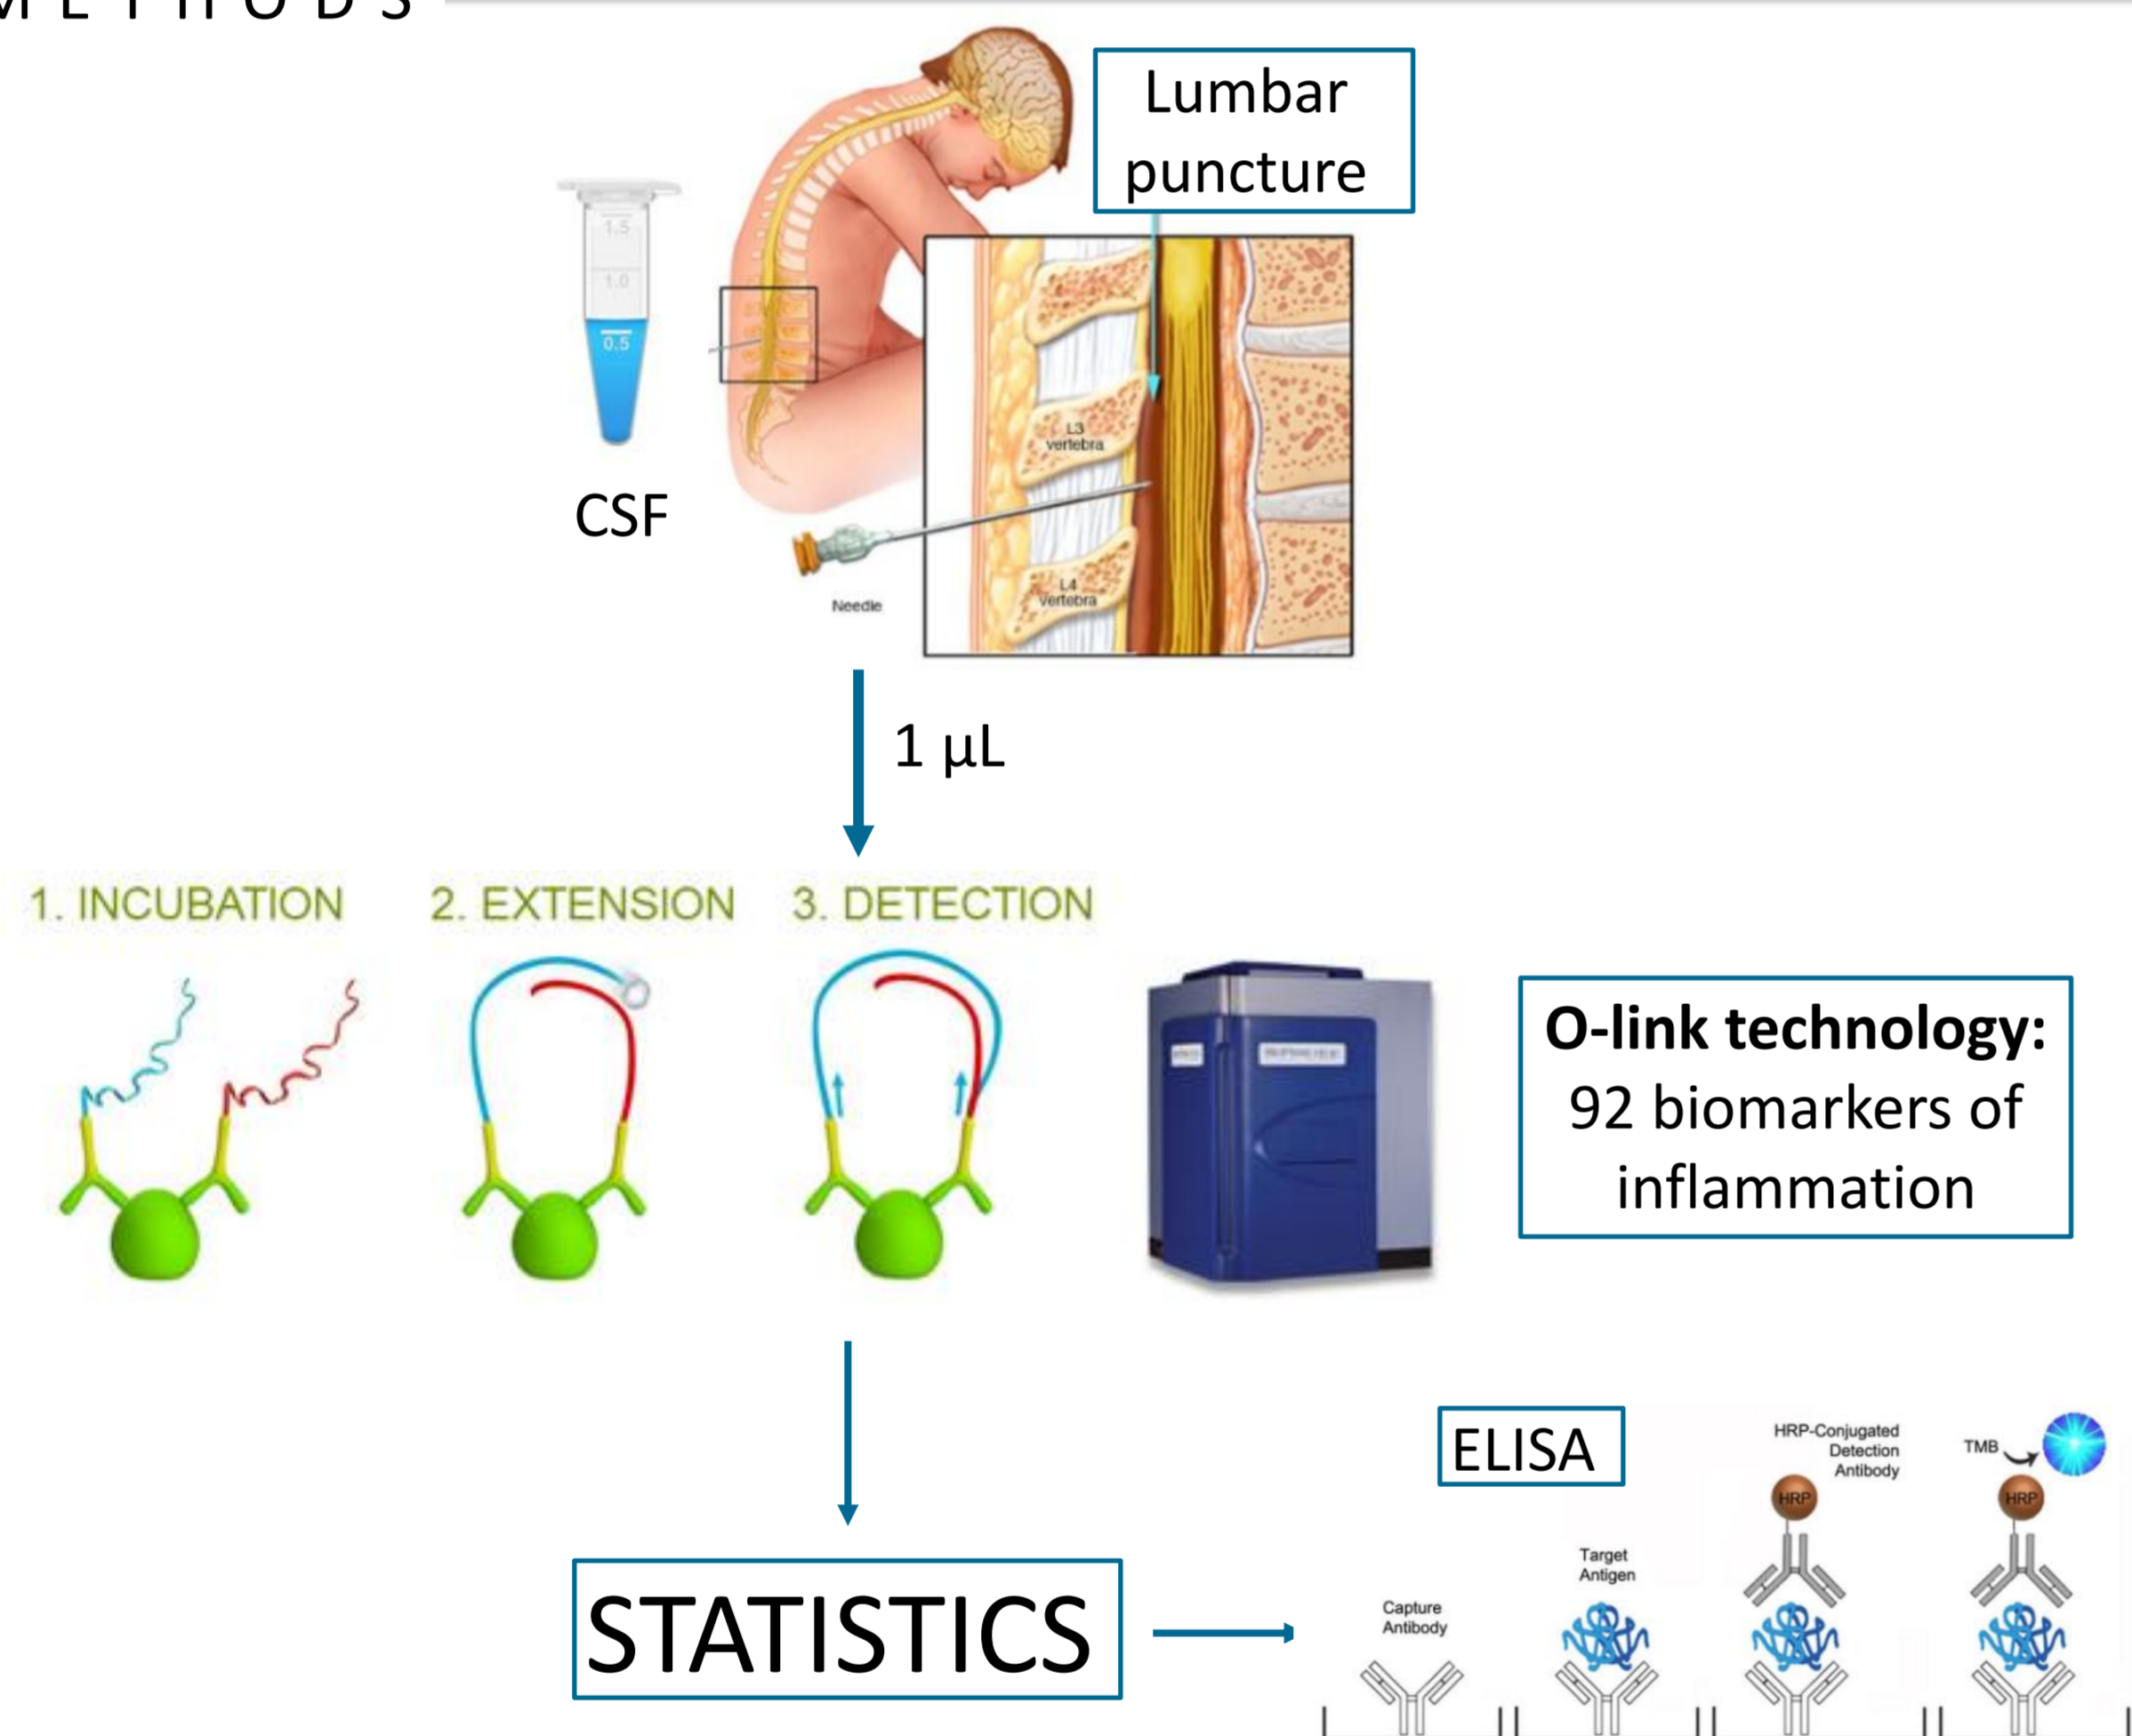 METHODS
Lumbar
puncture
1.5
1.0
0.5
CSF
L3
vertebra
L4
vertebra
Needle
1 µL
1. INCUBATION
2. EXTENSION
3. DETECTION
O-link technology:
92 biomarkers of
inflammation
ELISA
HRP-Conjugated
Detection
Antibody
TMB
HRP
HRP
Target
Antigen
Capture
Antibody
STATISTICS